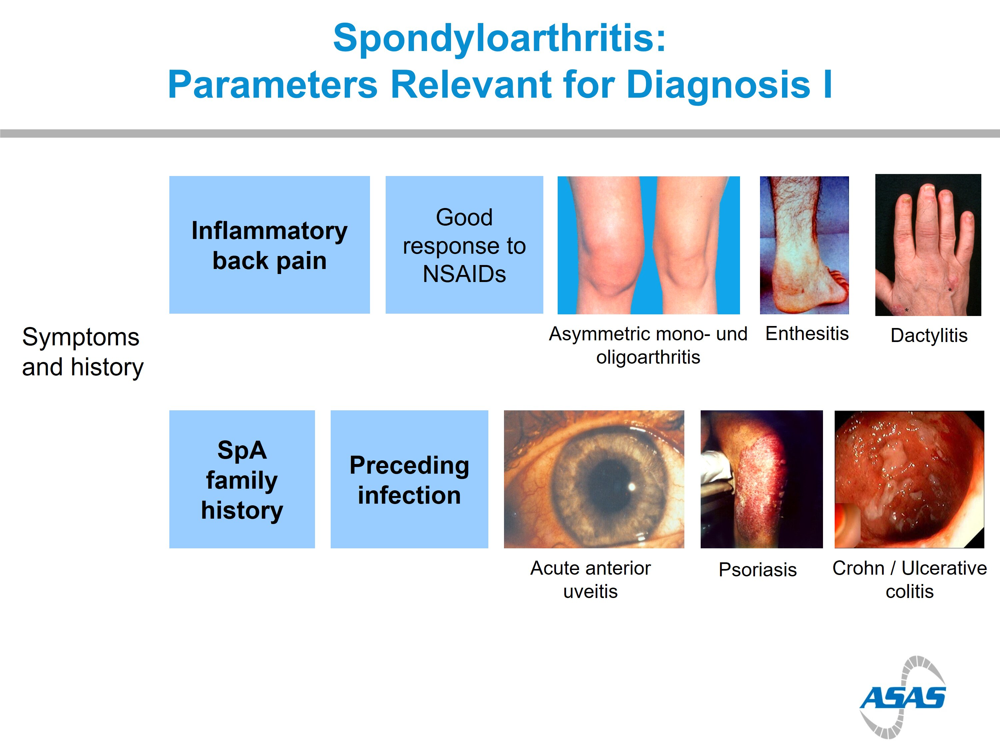 Spondyloarthritis:
Parameters Relevant for Diagnosis I
Symptoms
and history
Inflammatory
back pain
Good
response to
NSAIDs
Asymmetric mono- und
oligoarthritis
Enthesitis
*
*
Dactylitis
SpA
family
history
Preceding
infection
Acute anterior
uveitis
Psoriasis
Crohn / Ulcerative
colitis
ASAS